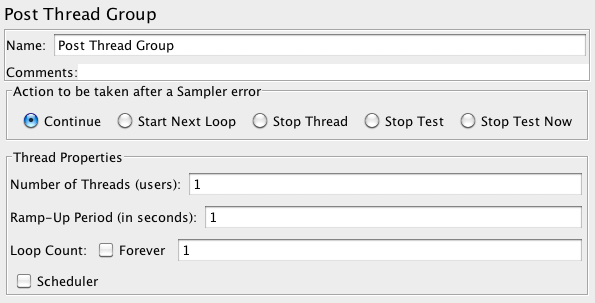 Post Thread Group
Name: Post Thread Group
Comments:
Action to be taken after a Sampler error
Continue Start Next Loop Stop Thread Stop Test Stop Test Now
Thread Properties
Number of Threads (users): 1
Ramp-Up Period (in seconds): 1
Loop Count: Forever 1
Scheduler